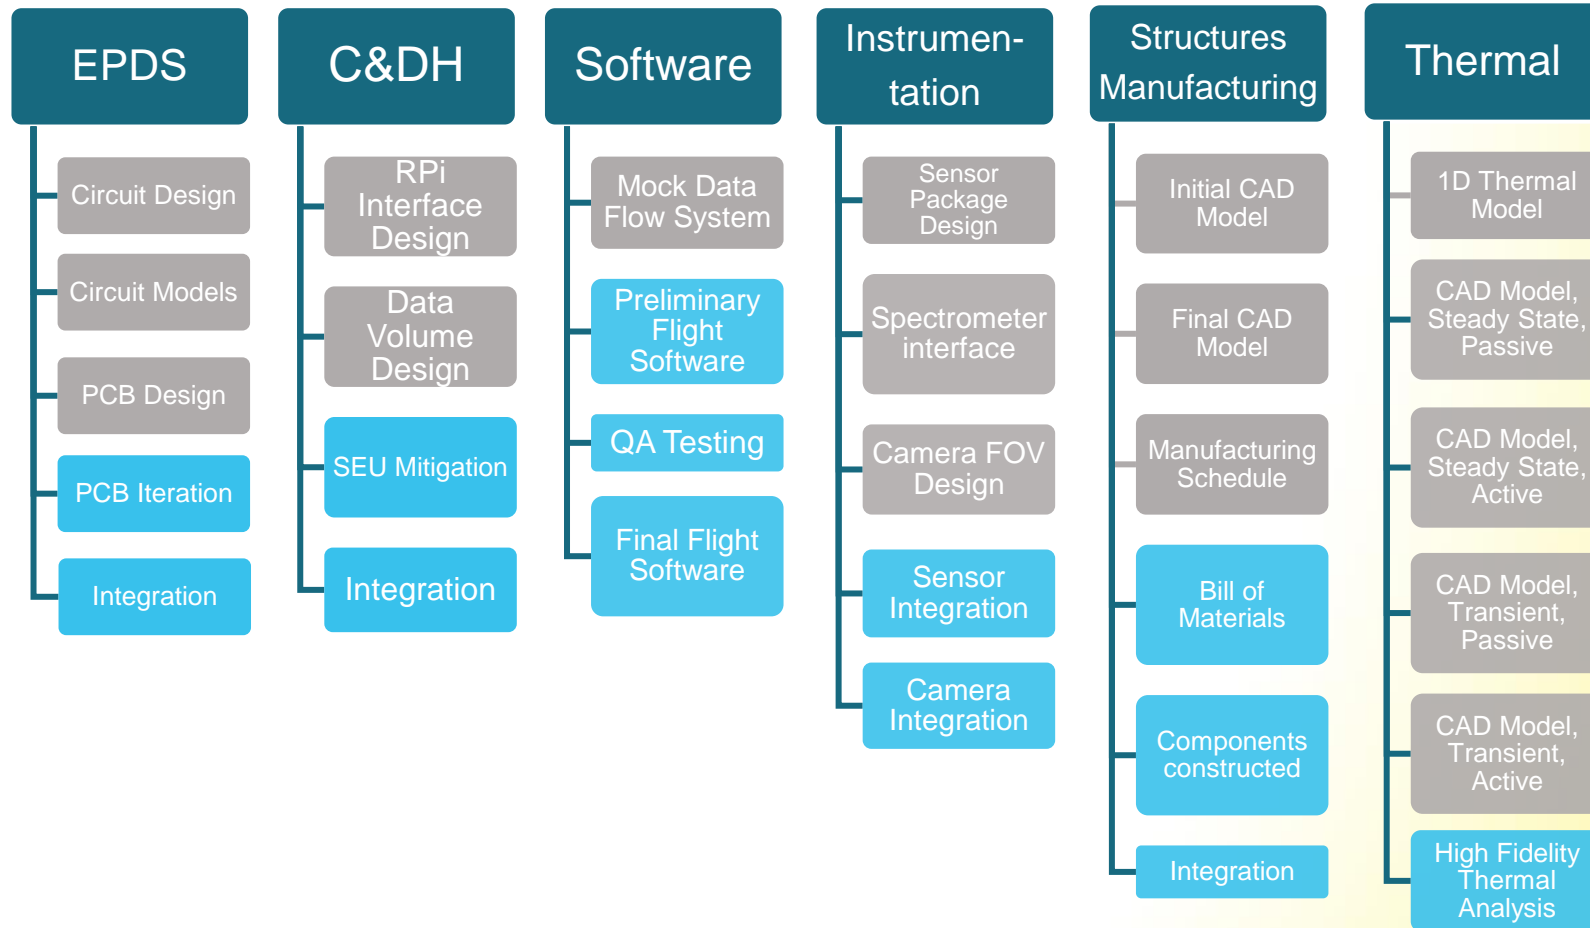 EPDS
Circuit Design
Circuit Models
PCB Design
PCB Iteration
Integration
C&DH
RPi
Interface
Design
Data
Volume
Design
SEU Mitigation
Integration
Software
Mock Data
Flow System
Preliminary
Flight
Software
QA Testing
Final Flight
Software
Instrumen-
tation
Sensor
Package
Design
Spectrometer
interface
Camera FOV
Design
Sensor
Integration
Camera
Integration
Structures
Manufacturing
Initial CAD
Model
Final CAD
Model
Manufacturing
Schedule
Bill of
Materials
Components
constructed
Integration
Thermal
1D Thermal
Model
CAD Model,
Steady State,
Passive
CAD Model,
Steady State,
Active
CAD Model,
Transient,
Passive
CAD Model,
Transient,
Active
High Fidelity
Thermal
Analysis